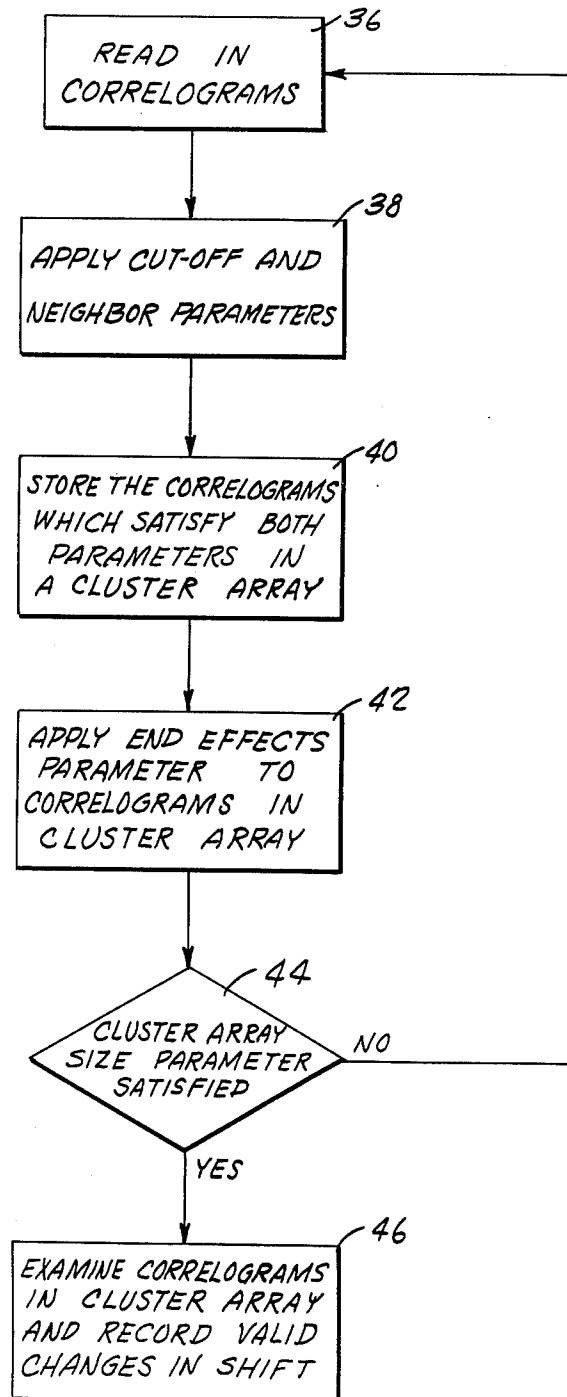 36
READ IN
CORRELOGRAMS
38
APPLY CUT-OFF AND
NEIGHBOR PARAMETERS
40
STORE THE CORRELOGRAMS
WHICH SATISFY BOTH
PARAMETERS IN
A CLUSTER ARRAY
42
APPLY END EFFECTS
PARAMETER TO
CORRELOGRAMS IN
CLUSTER ARRAY
44
CLUSTER ARRAY
SIZE PARAMETER
SATISFIED
NO
YES
46
EXAMINE CORRELOGRAMS
IN CLUSTER ARRAY
AND RECORD VALID
CHANGES IN SHIFT